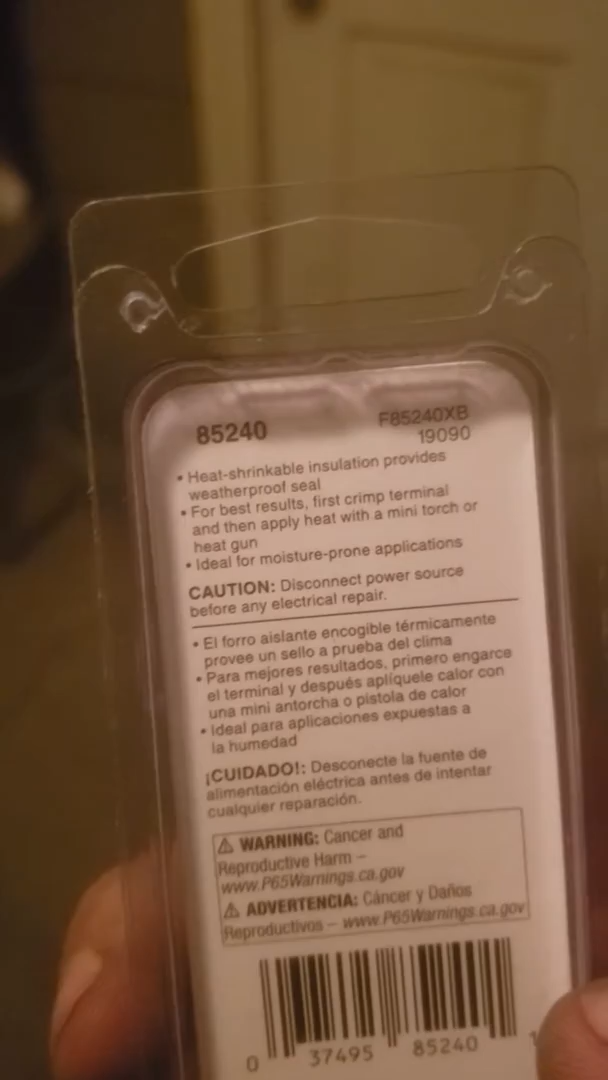 85240 F85240XB
19090
• Heat-shrinkable insulation provides
weatherproof seal
• For best results, first crimp terminal
and then apply heat with a mini torch or
heat gun
• Ideal for moisture-prone applications
CAUTION: Disconnect power source
before any electrical repair.
• El forro aislante encogible térmicamente
provee un sello a prueba del clima
• Para mejores resultados, primero engarce
el terminal y después aplíquele calor con
una mini antorcha o pistola de calor
• Ideal para aplicaciones expuestas a
la humedad
¡CUIDADO!: Desconecte la fuente de
alimentación eléctrica antes de intentar
cualquier reparación.
⚠ WARNING: Cancer and
Reproductive Harm –
www.P65Warnings.ca.gov
⚠ ADVERTENCIA: Cáncer y Daños
Reproductivos – www.P65Warnings.ca.gov
0 37495 85240 1